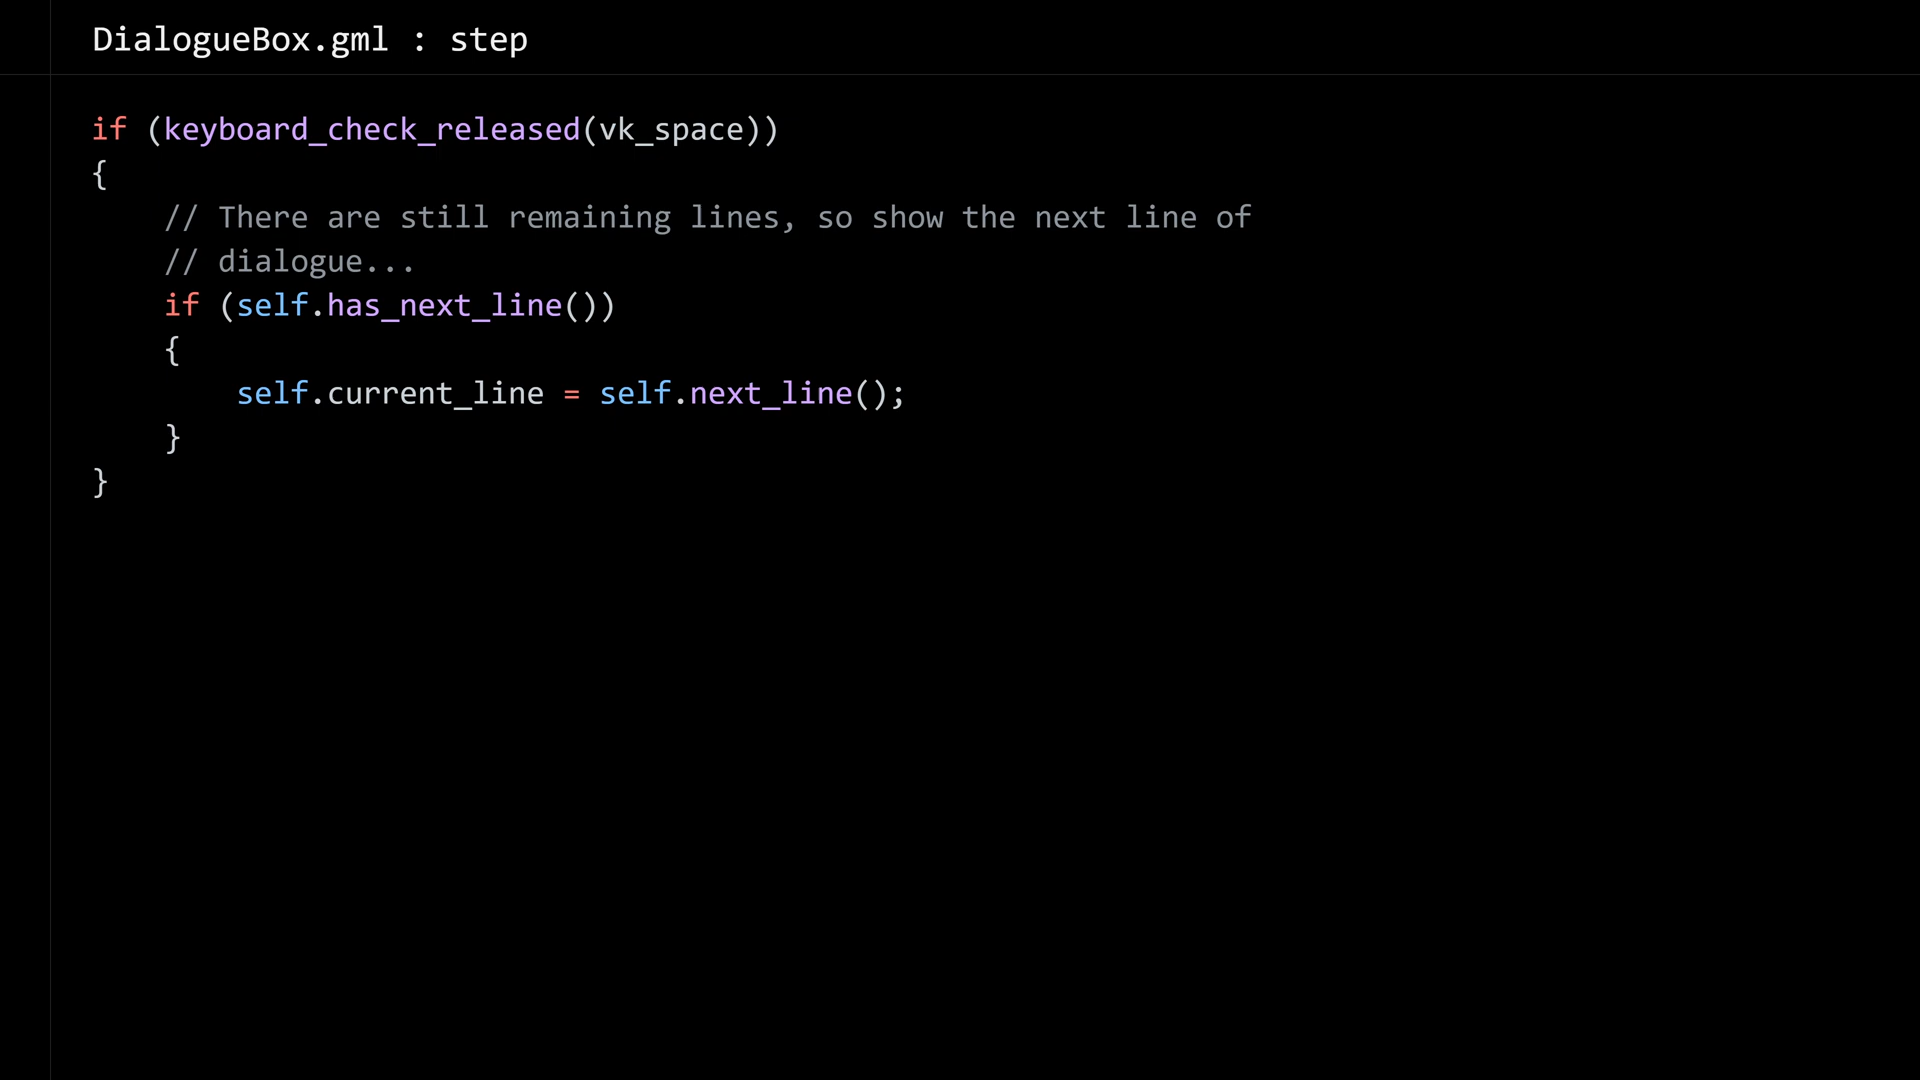 DialogueBox.gml : step
if (keyboard_check_released(vk_space))
{
    // There are still remaining lines, so show the next line of
    // dialogue...
    if (self.has_next_line())
    {
        self.current_line = self.next_line();
    }
}